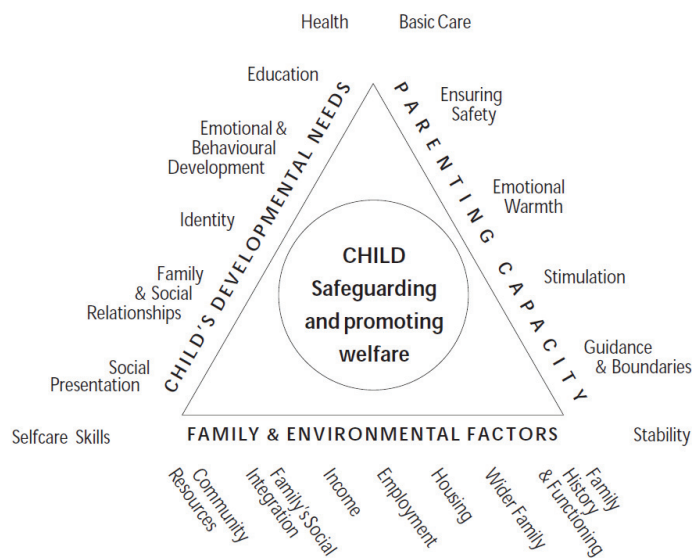 Health
Basic Care
Education
Ensuring
Safety
Emotional &
Behavioural
Development
Emotional
Warmth
Identity
Stimulation
Family
& Social
Relationships
Guidance
& Boundaries
Social
Presentation
Selfcare Skills
Stability
CHILD'S DEVELOPMENTAL NEEDS
PARENTING CAPACITY
CHILD
Safeguarding
and promoting
welfare
FAMILY & ENVIRONMENTAL FACTORS
Community
Resources
Family's Social
Integration
Income
Employment
Housing
Wider Family
Family
History
& Functioning